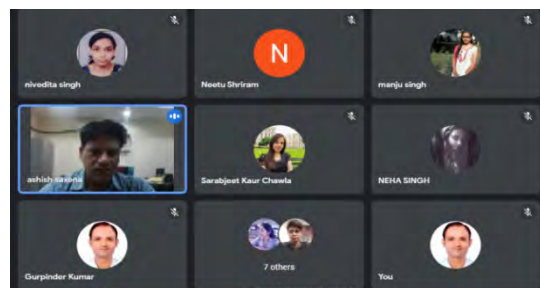 nivedita singh
N
Neetu Shriram
manju singh
ashish saxena
Sarabjeet Kaur Chawla
NEHA SINGH
Gurpinder Kumar
7 others
You